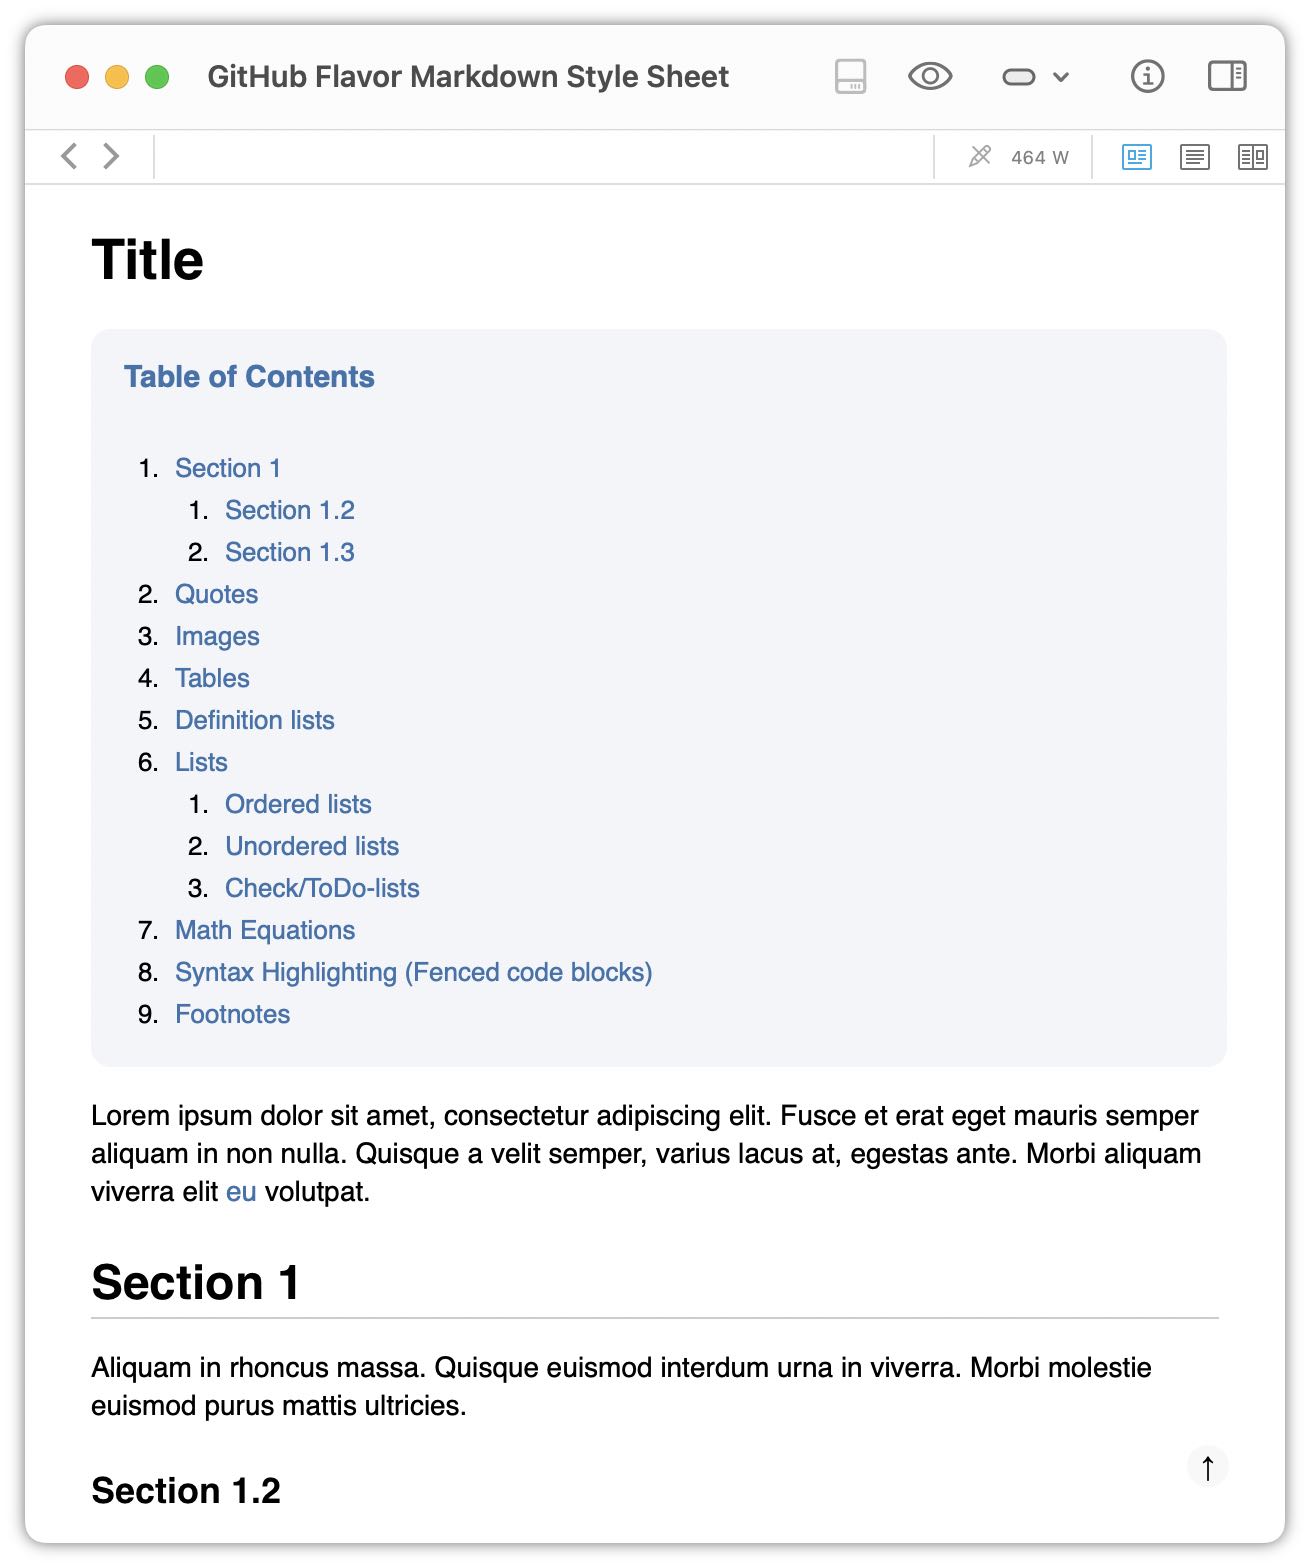 GitHub Flavor Markdown Style Sheet
464 W
Title
Table of Contents
1. Section 1
1. Section 1.2
2. Section 1.3
2. Quotes
3. Images
4. Tables
5. Definition lists
6. Lists
1. Ordered lists
2. Unordered lists
3. Check/ToDo-lists
7. Math Equations
8. Syntax Highlighting (Fenced code blocks)
9. Footnotes
Lorem ipsum dolor sit amet, consectetur adipiscing elit. Fusce et erat eget mauris semper
aliquam in non nulla. Quisque a velit semper, varius lacus at, egestas ante. Morbi aliquam
viverra elit eu volutpat.
Section 1
Aliquam in rhoncus massa. Quisque euismod interdum urna in viverra. Morbi molestie
euismod purus mattis ultricies.
Section 1.2